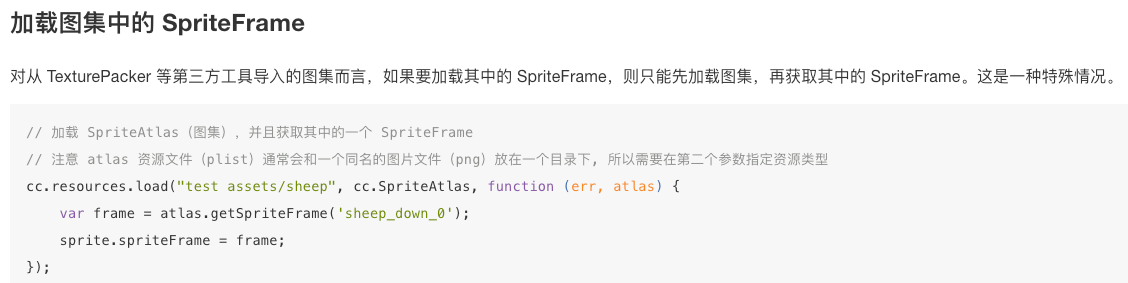 加载图集中的 SpriteFrame
对从 TexturePacker 等第三方工具导入的图集而言，如果要加载其中的 SpriteFrame，则只能先加载图集，再获取其中的 SpriteFrame。这是一种特殊情况。
// 加载 SpriteAtlas（图集），并且获取其中的一个 SpriteFrame
// 注意 atlas 资源文件（plist）通常会和一个同名的图片文件（png）放在一个目录下, 所以需要在第二个参数指定资源类型
cc.resources.load("test assets/sheep", cc.SpriteAtlas, function (err, atlas) {
    var frame = atlas.getSpriteFrame('sheep_down_0');
    sprite.spriteFrame = frame;
});